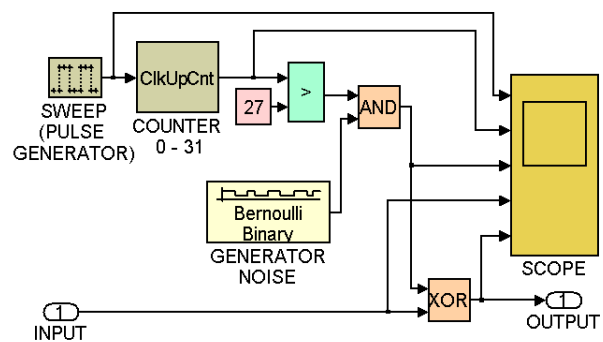 ClkUpCnt
>
SWEEP
(PULSE
GENERATOR)
COUNTER
0 - 31
27
AND
Bernoulli
Binary
GENERATOR
NOISE
SCOPE
1
INPUT
XOR
1
OUTPUT